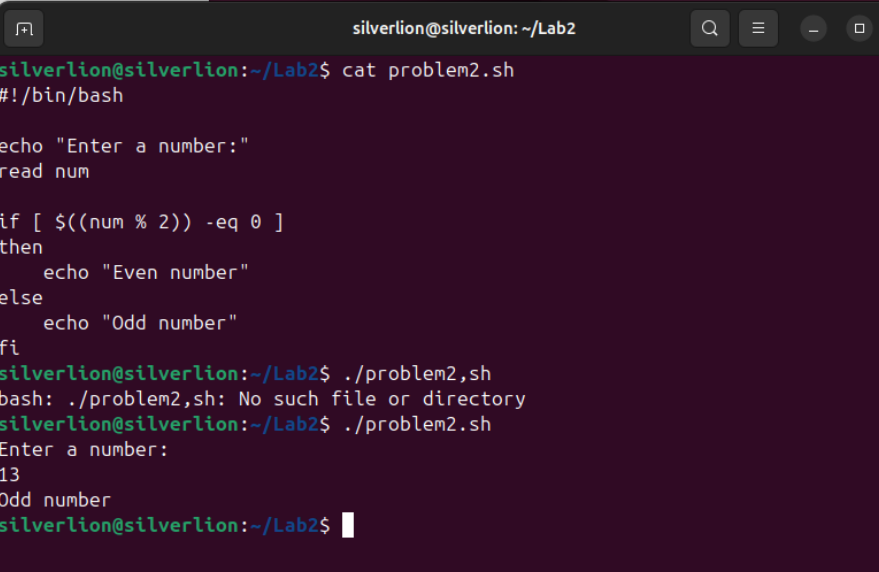 silverlion@silverlion: ~/Lab2
silverlion@silverlion:~/Lab2$ cat problem2.sh
#!/bin/bash
echo "Enter a number:"
read num
if [ $((num % 2)) -eq 0 ]
then
    echo "Even number"
else
    echo "Odd number"
fi
silverlion@silverlion:~/Lab2$ ./problem2,sh
bash: ./problem2,sh: No such file or directory
silverlion@silverlion:~/Lab2$ ./problem2.sh
Enter a number:
13
Odd number
silverlion@silverlion:~/Lab2$